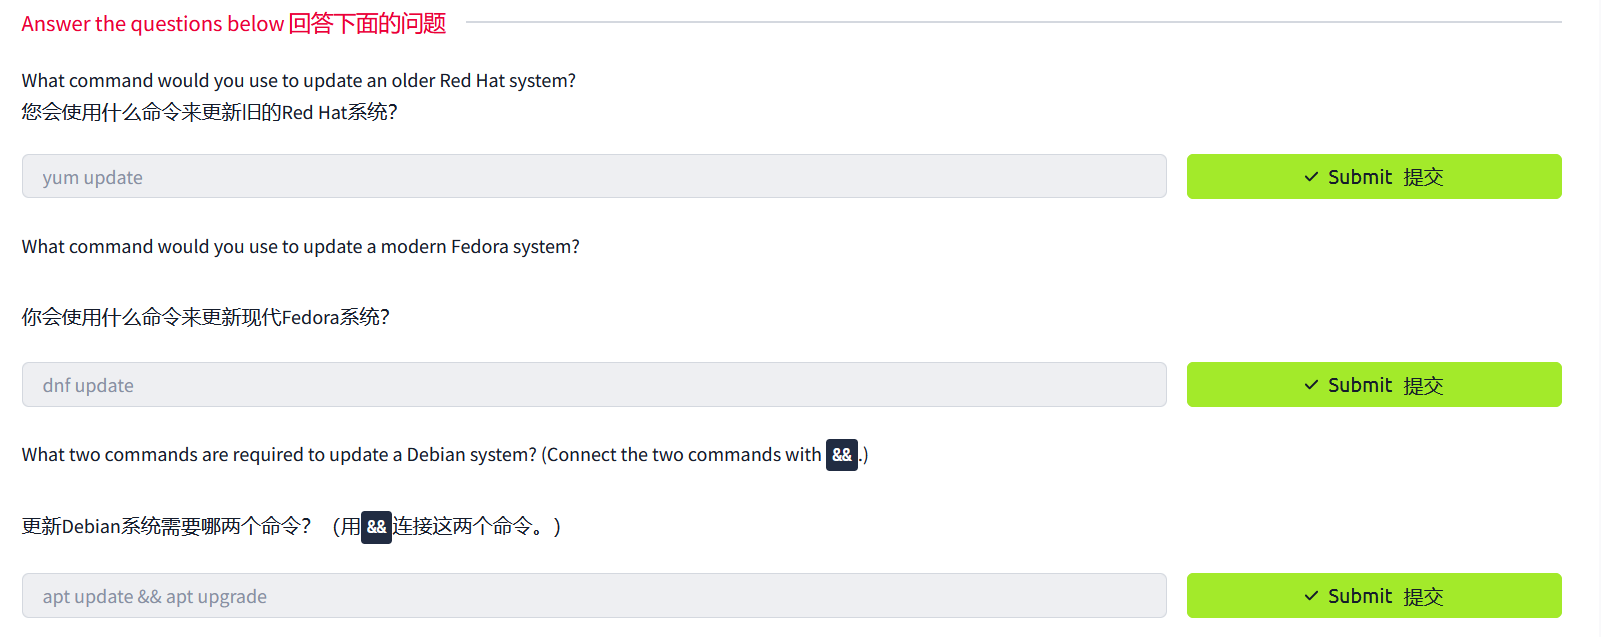 Answer the questions below 回答下面的问题
What command would you use to update an older Red Hat system?
您会使用什么命令来更新旧的Red Hat系统？
yum update
Submit 提交
What command would you use to update a modern Fedora system?
你会使用什么命令来更新现代Fedora系统？
dnf update
Submit 提交
What two commands are required to update a Debian system? (Connect the two commands with &&.)
更新Debian系统需要哪两个命令？（用&&连接这两个命令。）
apt update && apt upgrade
Submit 提交